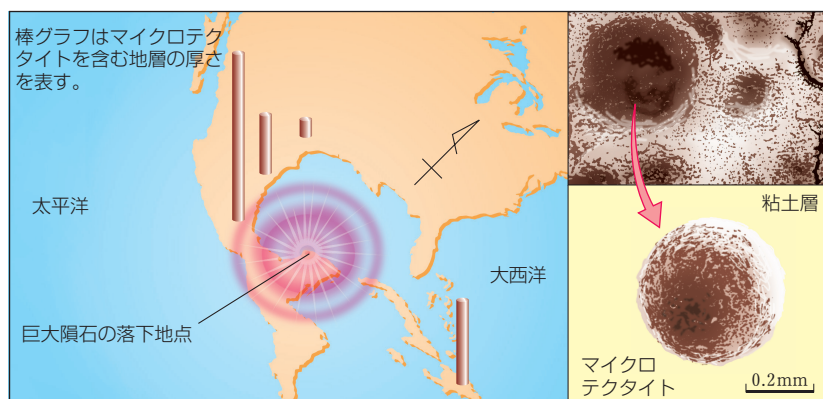 棒グラフはマイクロテク
タイトを含む地層の厚さ
を表す。
太平洋
大西洋
巨大隕石の落下地点
粘土層
マイクロ
テクタイト
0.2mm